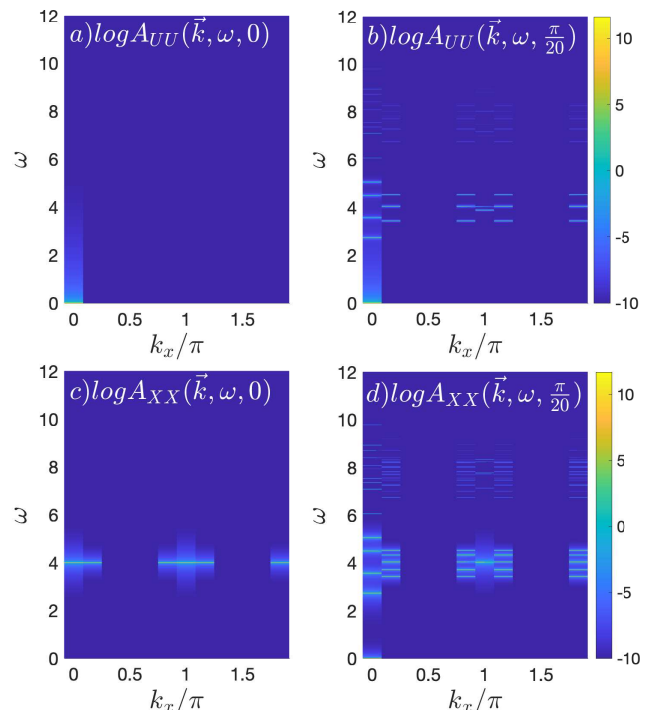 a)logA_{UU}(\vec{k}, ω, 0)
12
10
8
6
4
2
0
ω
0 0.5 1 1.5
k_x/π
b)logA_{UU}(\vec{k}, ω, \frac{π}{20})
12
10
8
6
4
2
0
ω
0 0.5 1 1.5
k_x/π
10
5
0
-5
-10
c)logA_{XX}(\vec{k}, ω, 0)
12
10
8
6
4
2
0
ω
0 0.5 1 1.5
k_x/π
d)logA_{XX}(\vec{k}, ω, \frac{π}{20})
12
10
8
6
4
2
0
ω
0 0.5 1 1.5
k_x/π
10
5
0
-5
-10